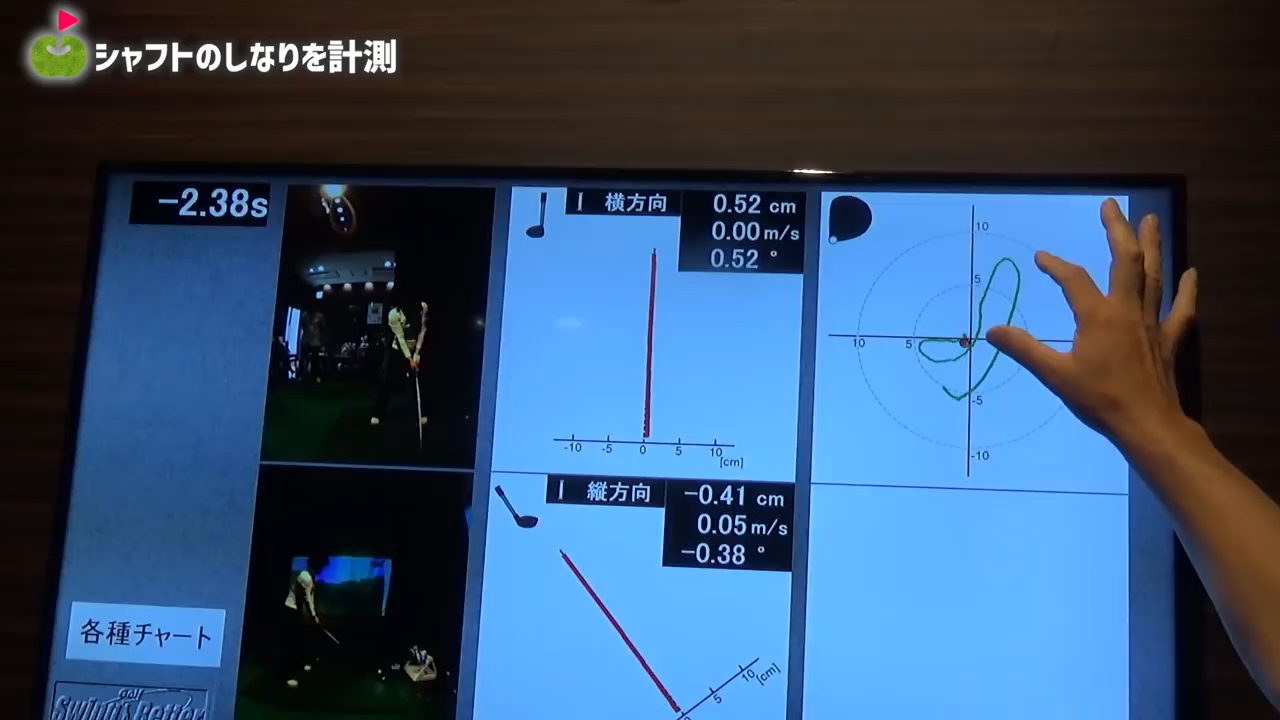 シャフトのしなりを計測
-2.38s
横方向
0.52 cm
0.00 m/s
0.52 °
-10 -5 0 5 10
[cm]
縦方向
-0.41 cm
0.05 m/s
-0.38 °
5 10
[cm]
10
5
10 5
-5
-10
各種チャート
Golf